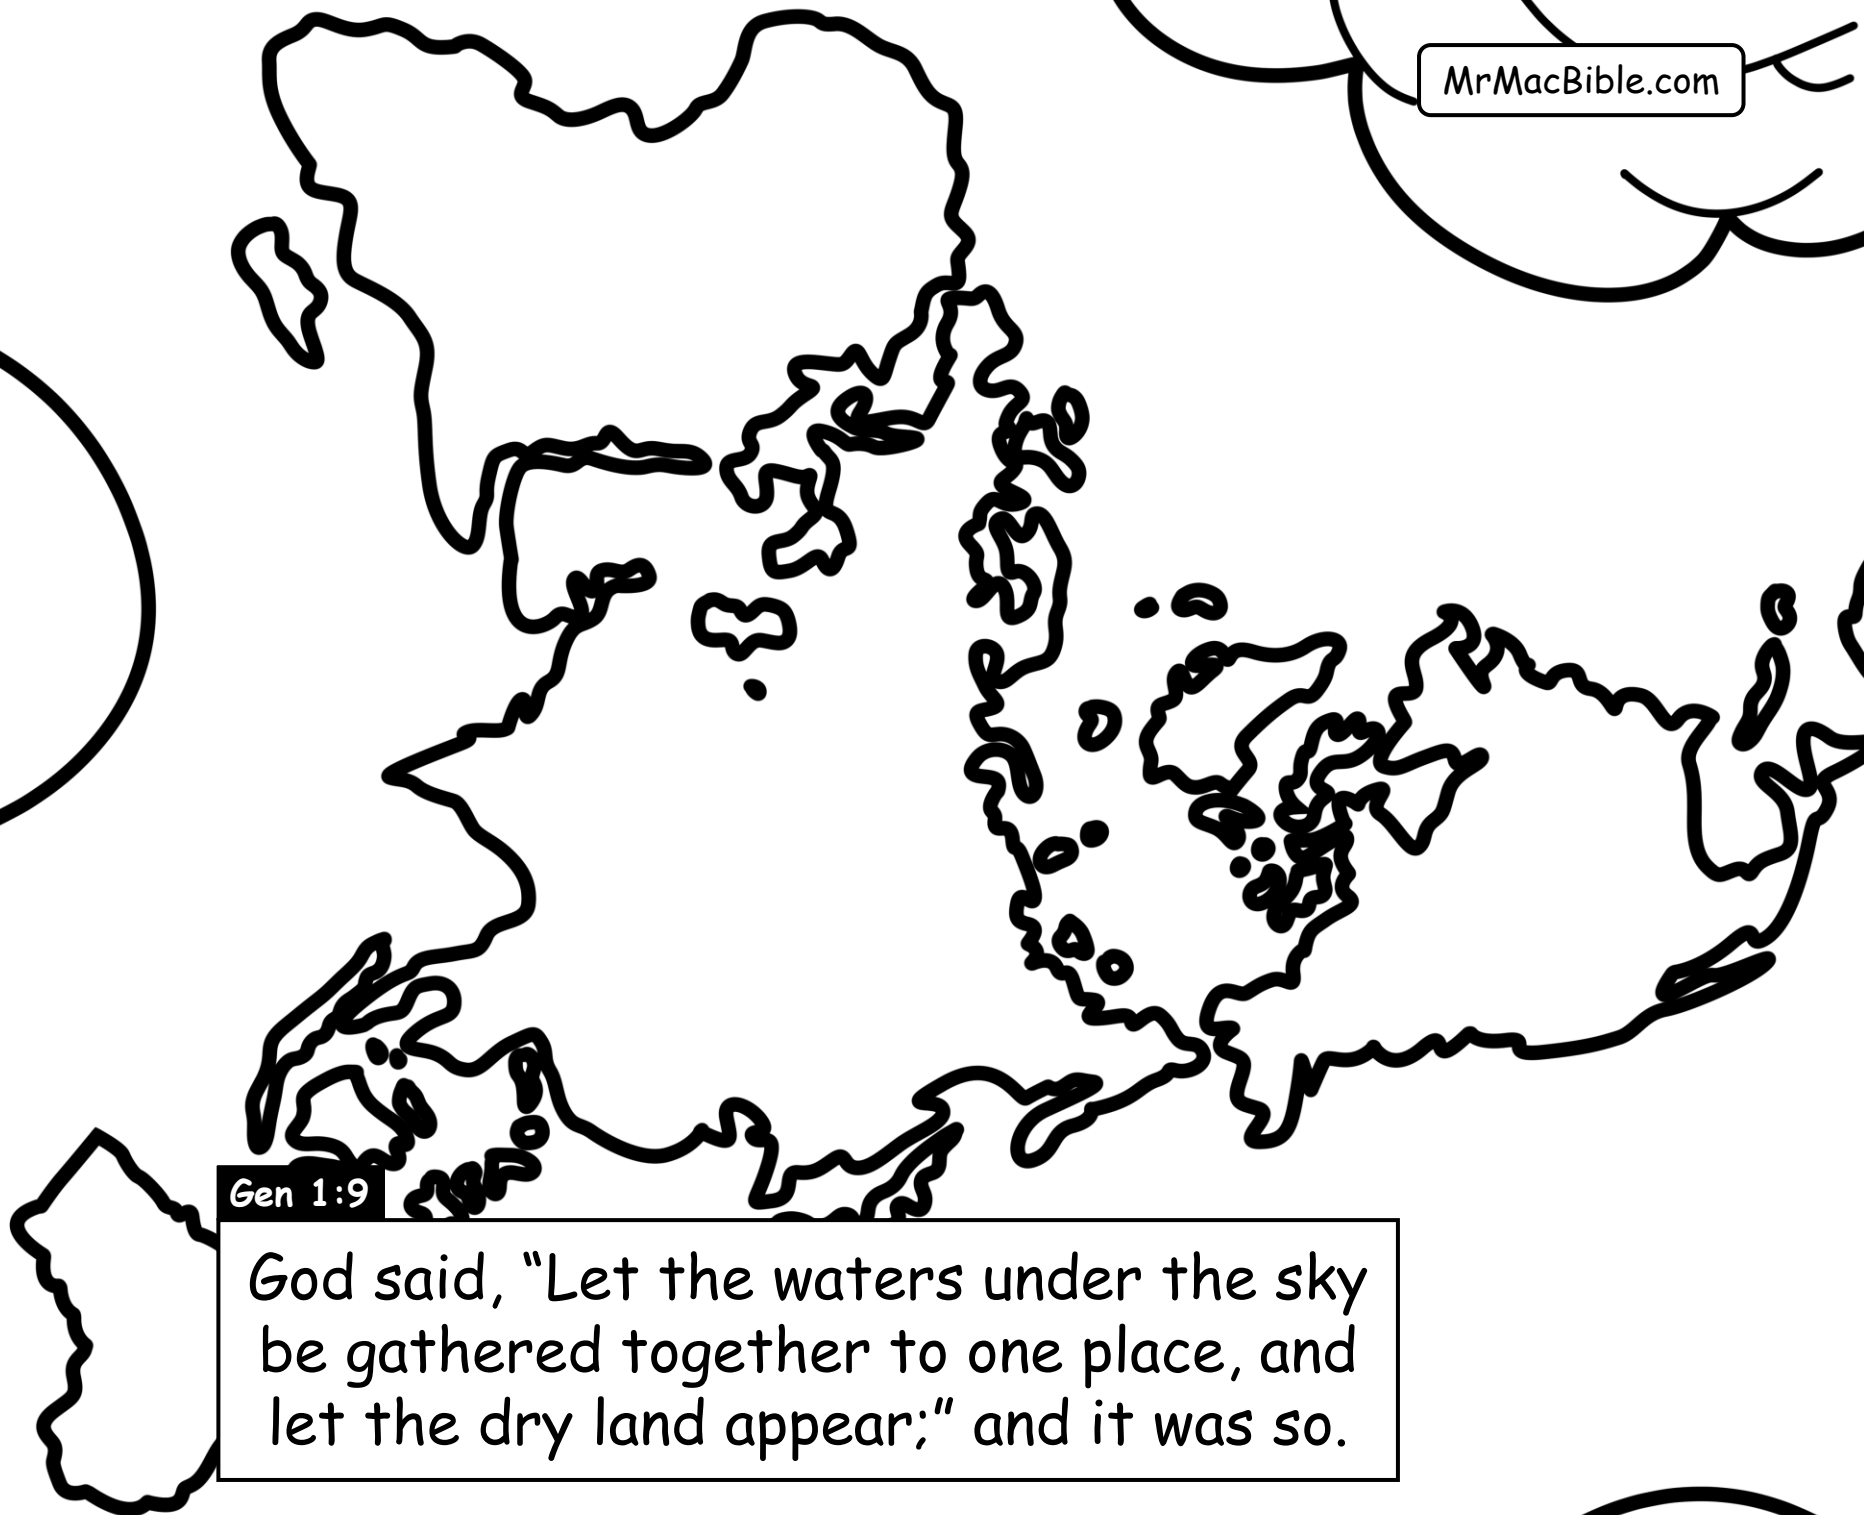 MrMacBible.com
Gen 1:9
God said, “Let the waters under the sky
be gathered together to one place, and
let the dry land appear;” and it was so.